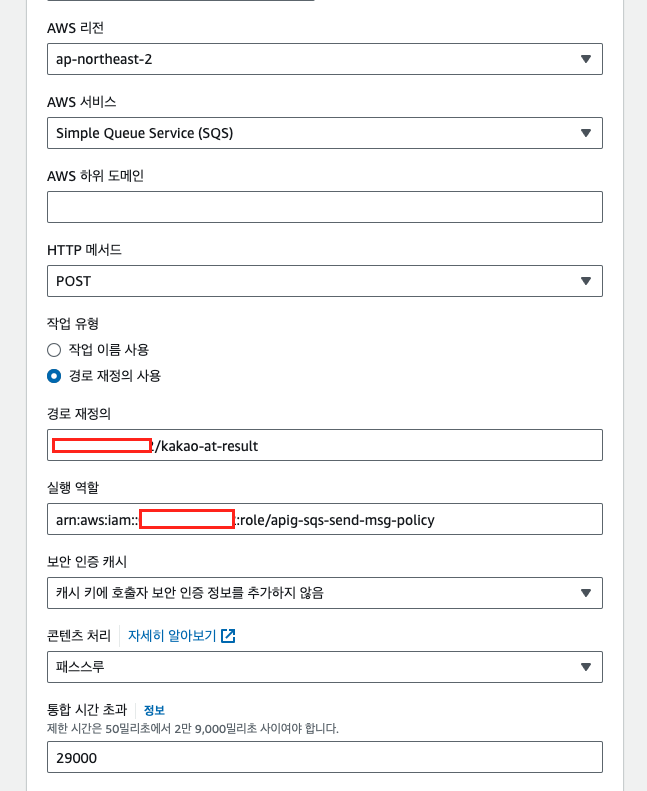 AWS 리전
ap-northeast-2
AWS 서비스
Simple Queue Service (SQS)
AWS 하위 도메인
HTTP 메서드
POST
작업 유형
작업 이름 사용
경로 재정의 사용
경로 재정의
/kakao-at-result
실행 역할
arn:aws:iam:: :role/apig-sqs-send-msg-policy
보안 인증 캐시
캐시 키에 호출자 보안 인증 정보를 추가하지 않음
콘텐츠 처리 자세히 알아보기
패스스루
통합 시간 초과 정보
제한 시간은 50밀리초에서 2만 9,000밀리초 사이여야 합니다.
29000